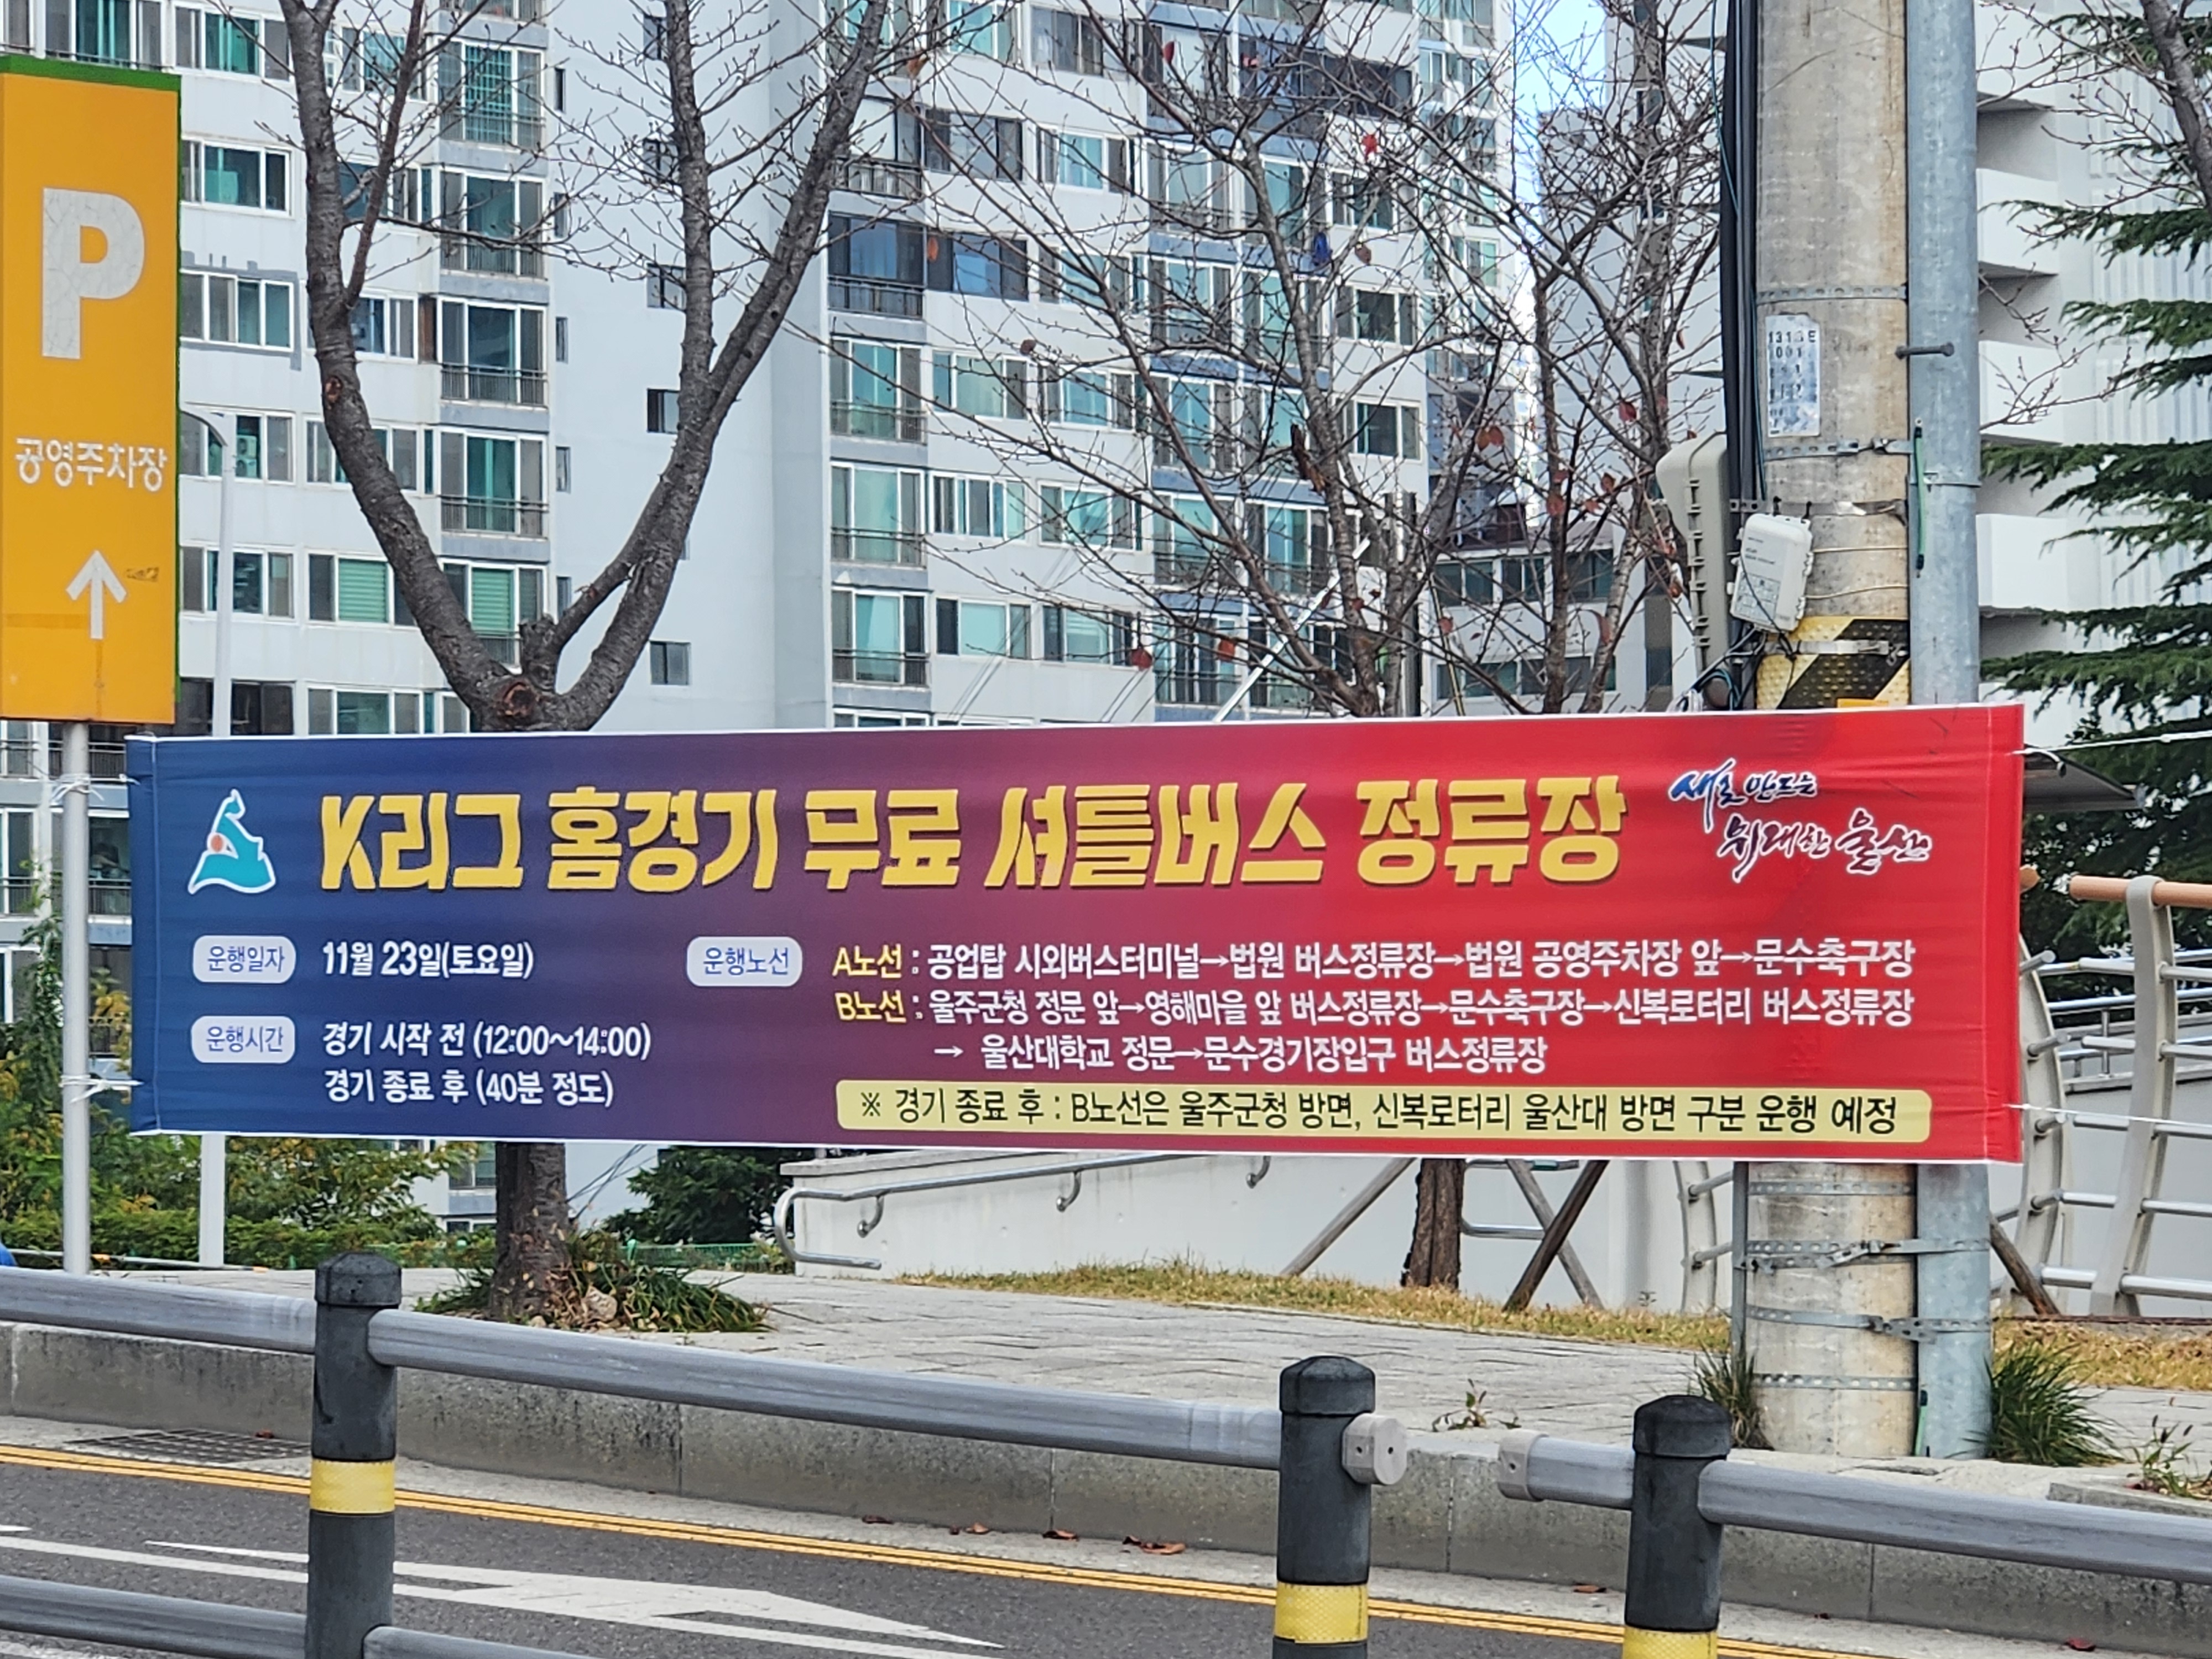 P
공영주차장
K리그 홈경기 무료 셔틀버스 정류장
새로 만드는
위대한 울산
운행일자 11월 23일(토요일)
운행시간 경기 시작 전 (12:00~14:00)
경기 종료 후 (40분 정도)
운행노선 A노선 : 공업탑 시외버스터미널→법원 버스정류장→법원 공영주차장 앞→문수축구장
B노선 : 울주군청 정문 앞→영해마을 앞 버스정류장→문수축구장→신복로터리 버스정류장
→ 울산대학교 정문→문수경기장입구 버스정류장
※ 경기 종료 후 : B노선은 울주군청 방면, 신복로터리 울산대 방면 구분 운행 예정